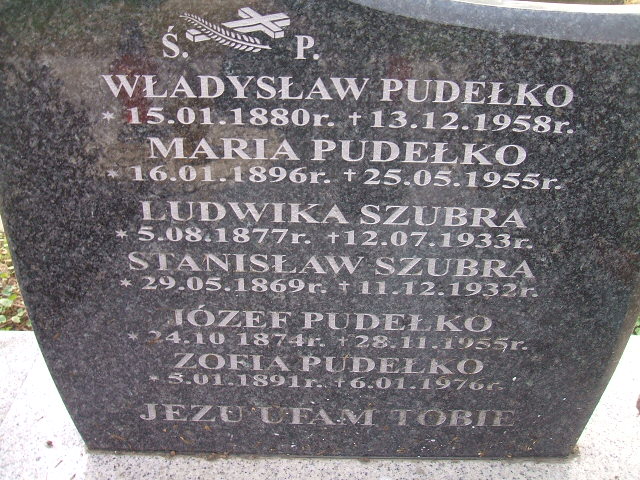 Ś. P.
WŁADYSŁAW PUDEŁKO
* 15.01.1880r. † 13.12.1958r.
MARIA PUDEŁKO
* 16.01.1896r. † 25.05.1955r.
LUDWIKA SZUBRA
* 5.08.1877r. † 12.07.1933r.
STANISŁAW SZUBRA
* 29.05.1869r. † 11.12.1932r.
JÓZEF PUDEŁKO
* 24.10 1874r. † 28.11.1955r.
ZOFIA PUDEŁKO
* 5.01.1891r. † 6.01.1976r.
JEZU UFAM TOBIE